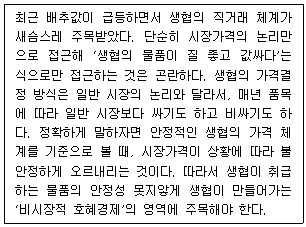 최근 배추값이 급등하면서 생협의 직거래 체계가
새슴스레 주목받았다. 단순히 시장가격의 논리만
으로 접근해 ‘생협의 물품이 질 좋고 값싸다’는
식으로만 접근하는 것은 곤란하다. 생협의 가격결
정 방식은 일반 시장의 논리와 달라서, 매년 품목
에 따라 일반 시장보다 싸기도 하고 비싸기도 하
다. 정확하게 말하자면 안정적인 생협의 가격 체
계를 기준으로 볼 때, 시장가격이 상황에 따라 불
안정하게 오르내리는 것이다. 따라서 생협이 취급
하는 물품의 안정성 못지않게 생협이 만들어가는
‘비시장적 호혜경제’의 영역에 주목해야 한다.